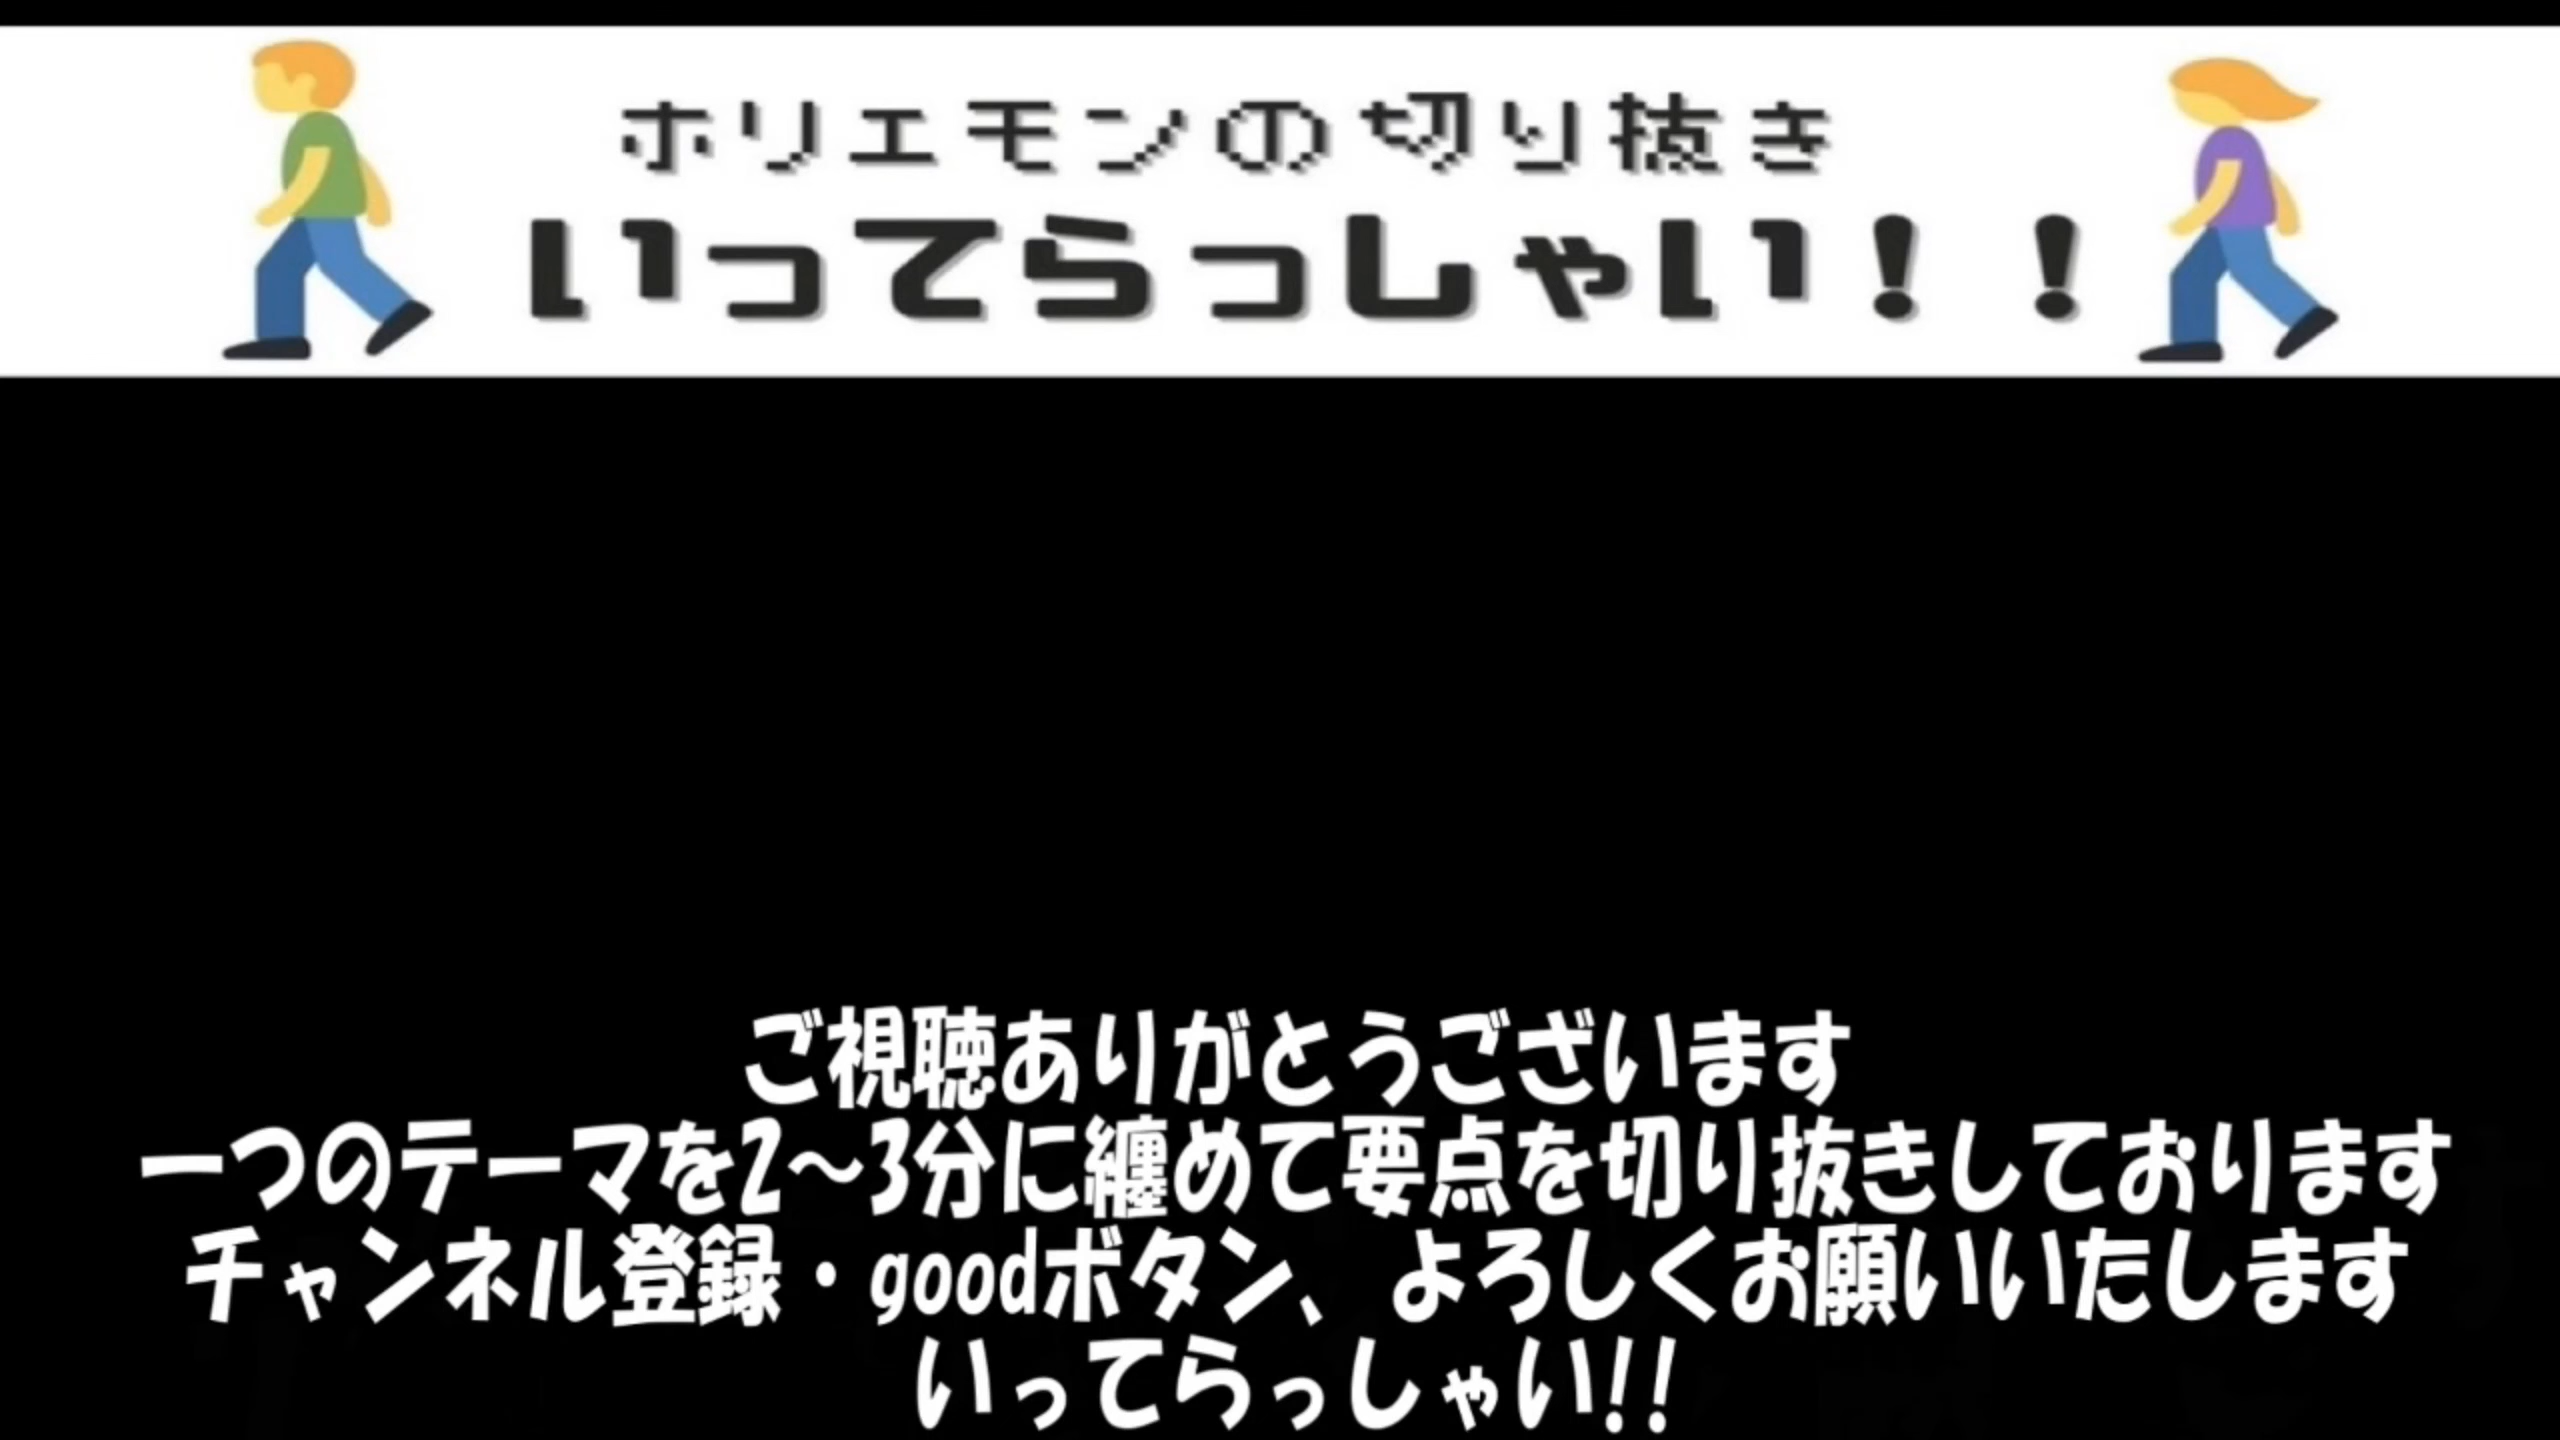 ホリエモンの切り抜き
いってらっしゃい！！
ご視聴ありがとうございます
一つのテーマを2～3分に纏めて要点を切り抜きしております
チャンネル登録・goodボタン、よろしくお願いいたします
いってらっしゃい!!